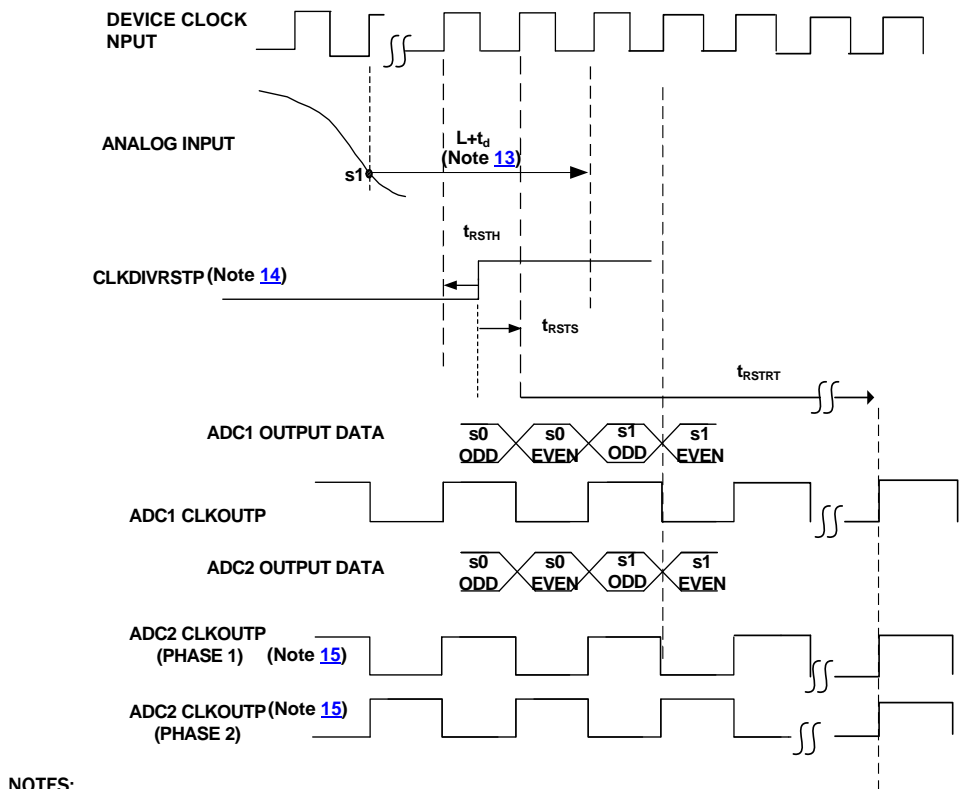 DEVICE CLOCK
NPUT
ANALOG INPUT
L+td
(Note 13)
s1
tRSTH
CLKDIVRSTP (Note 14)
tRSTS
tRSTRT
ADC1 OUTPUT DATA
s0 s0 s1 s1
ODD EVEN ODD EVEN
ADC1 CLKOUTP
ADC2 OUTPUT DATA
s0 s0 s1 s1
ODD EVEN ODD EVEN
ADC2 CLKOUTP
(PHASE 1) (Note 15)
ADC2 CLKOUTP (Note 15)
(PHASE 2)
NOTES: